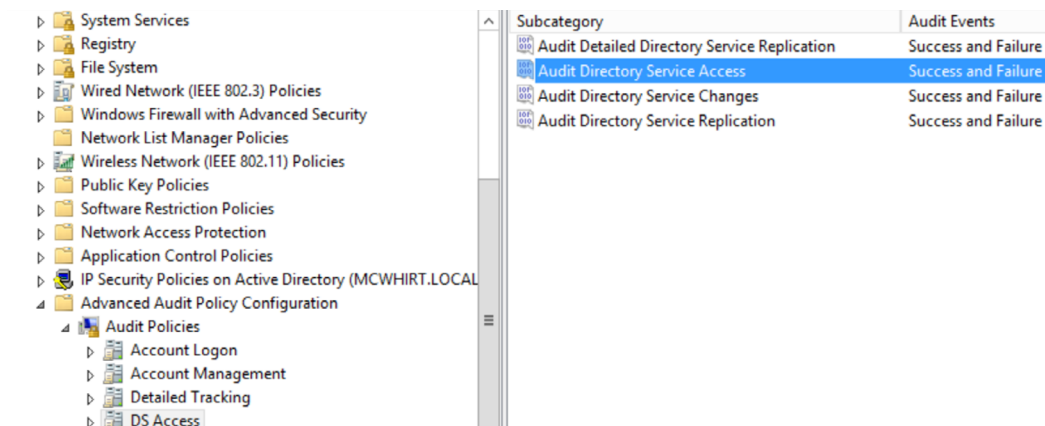 System Services
Registry
File System
Wired Network (IEEE 802.3) Policies
Windows Firewall with Advanced Security
Network List Manager Policies
Wireless Network (IEEE 802.11) Policies
Public Key Policies
Software Restriction Policies
Network Access Protection
Application Control Policies
IP Security Policies on Active Directory (MCWHIRT.LOCAL
Advanced Audit Policy Configuration
Audit Policies
Account Logon
Account Management
Detailed Tracking
DS Access
Subcategory Audit Events
Audit Detailed Directory Service Replication Success and Failure
Audit Directory Service Access Success and Failure
Audit Directory Service Changes Success and Failure
Audit Directory Service Replication Success and Failure